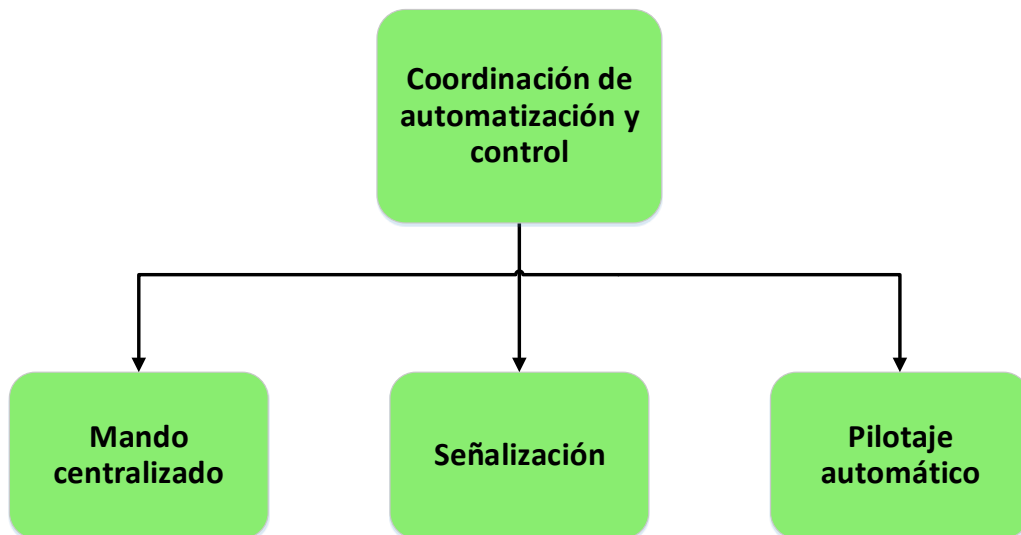 Coordinación de
automatización y
control
Mando
centralizado
Señalización
Pilotaje
automático